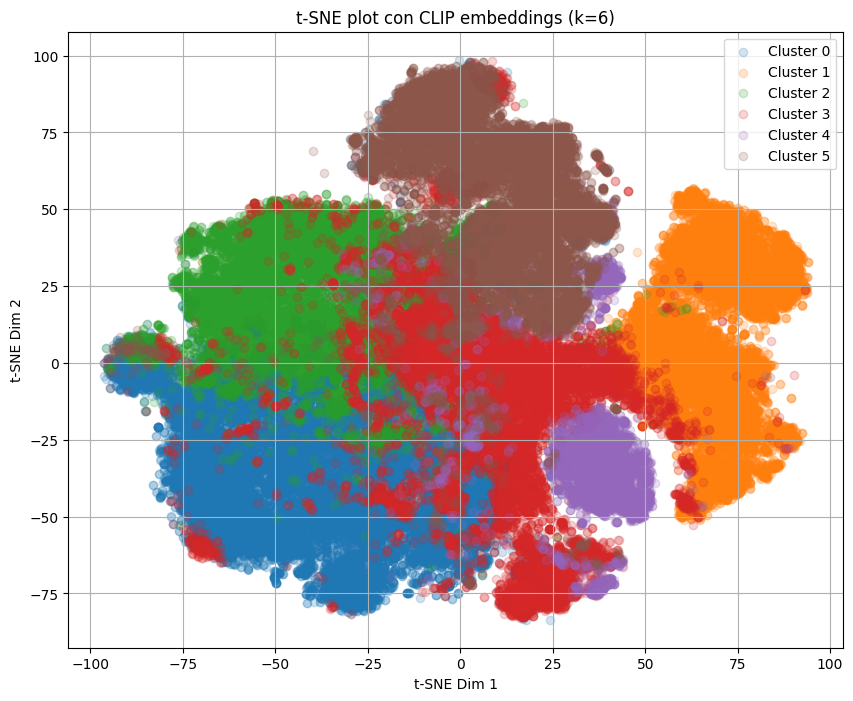 t-SNE plot con CLIP embeddings (k=6)
Cluster 0
Cluster 1
Cluster 2
Cluster 3
Cluster 4
Cluster 5
100
75
50
25
0
−25
−50
−75
t-SNE Dim 2
−100 −75 −50 −25 0 25 50 75 100
t-SNE Dim 1